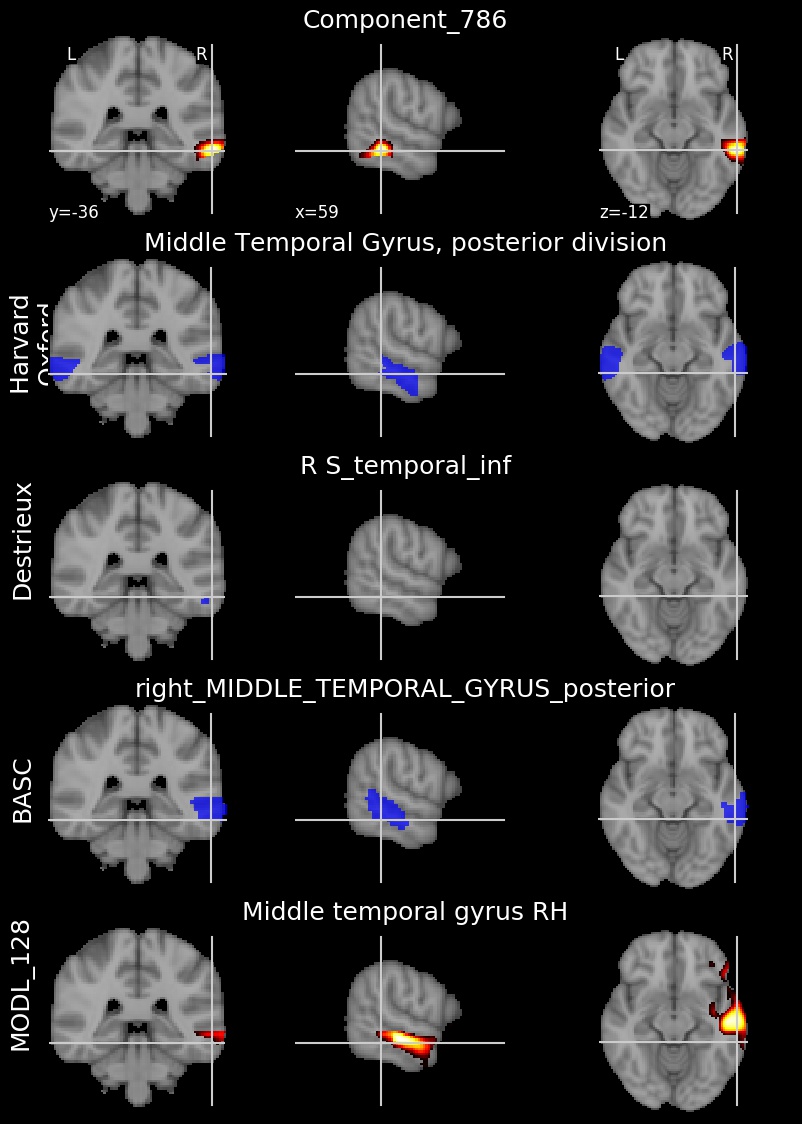 Component_786
L R L R
y=-36 x=59 z=-12
Middle Temporal Gyrus, posterior division
Harvard
Oxford
R S_temporal_inf
Destrieux
right_MIDDLE_TEMPORAL_GYRUS_posterior
BASC
Middle temporal gyrus RH
MODL_128